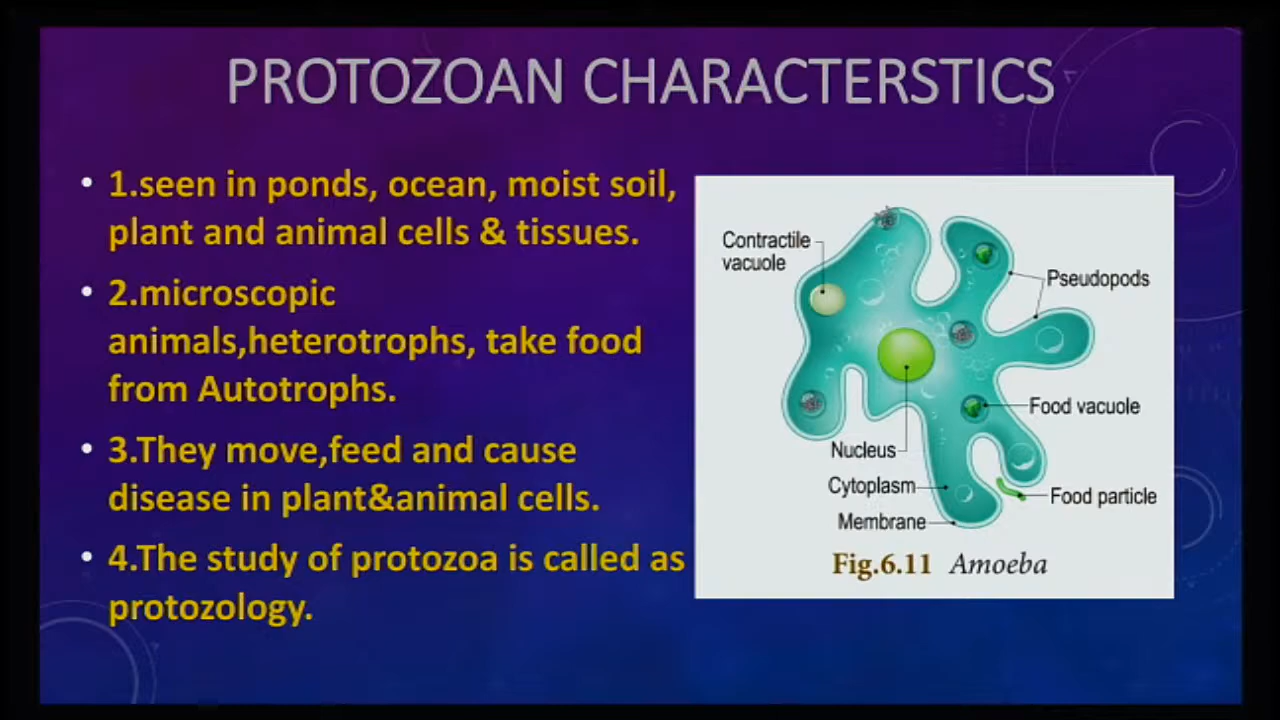 PROTOZOAN CHARACTERSTICS
• 1.seen in ponds, ocean, moist soil,
plant and animal cells & tissues.
• 2.microscopic
animals,heterotrophs, take food
from Autotrophs.
• 3.They move,feed and cause
disease in plant&animal cells.
• 4.The study of protozoa is called as
protozology.
Contractile
vacuole
Pseudopods
Food vacuole
Nucleus
Cytoplasm
Food particle
Membrane
Fig.6.11 Amoeba